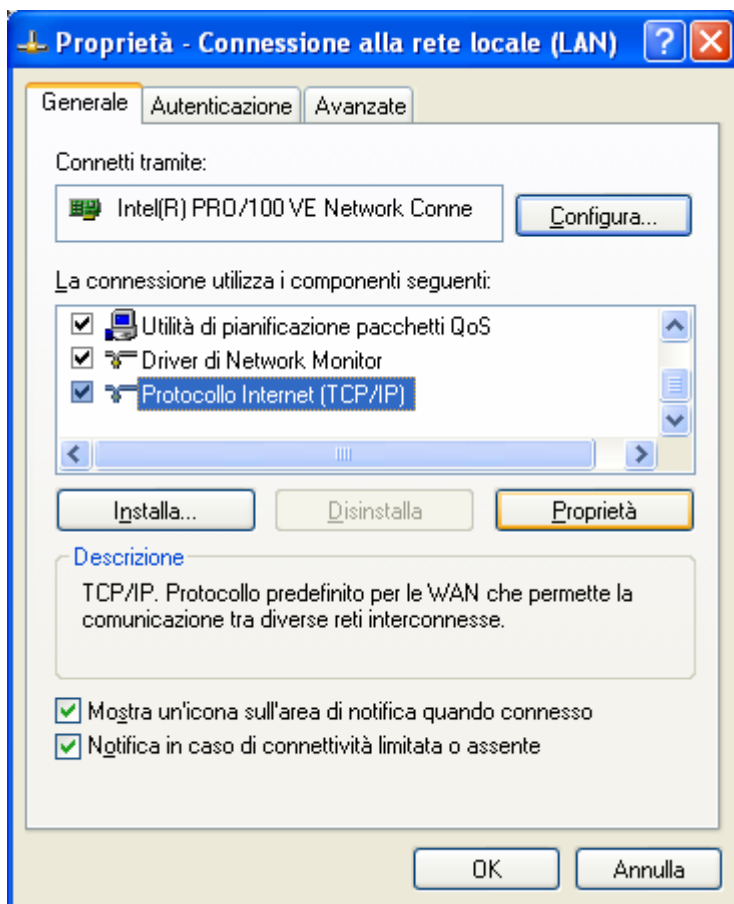 Proprietà - Connessione alla rete locale (LAN)
Generale Autenticazione Avanzate
Connetti tramite:
Intel(R) PRO/100 VE Network Conne
Configura...
La connessione utilizza i componenti seguenti:
Utilità di pianificazione pacchetti QoS
Driver di Network Monitor
Protocollo Internet (TCP/IP)
Installa... Disinstalla Proprietà
Descrizione
TCP/IP. Protocollo predefinito per le WAN che permette la
comunicazione tra diverse reti interconnesse.
Mostra un'icona sull'area di notifica quando connesso
Notifica in caso di connettività limitata o assente
OK Annulla